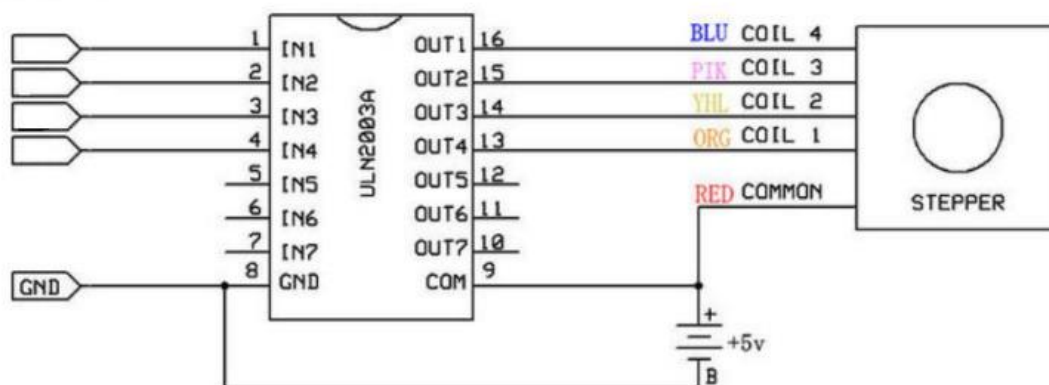 1 IN1 OUT1 16 BLU COIL 4
2 IN2 OUT2 15 PIK COIL 3
3 IN3 OUT3 14 YHL COIL 2
4 IN4 OUT4 13 ORG COIL 1
5 IN5 OUT5 12
6 IN6 OUT6 11
7 IN7 OUT7 10
GND 8 GND COM 9
ULN2003A
RED COMMON
STEPPER
+
+5v
B